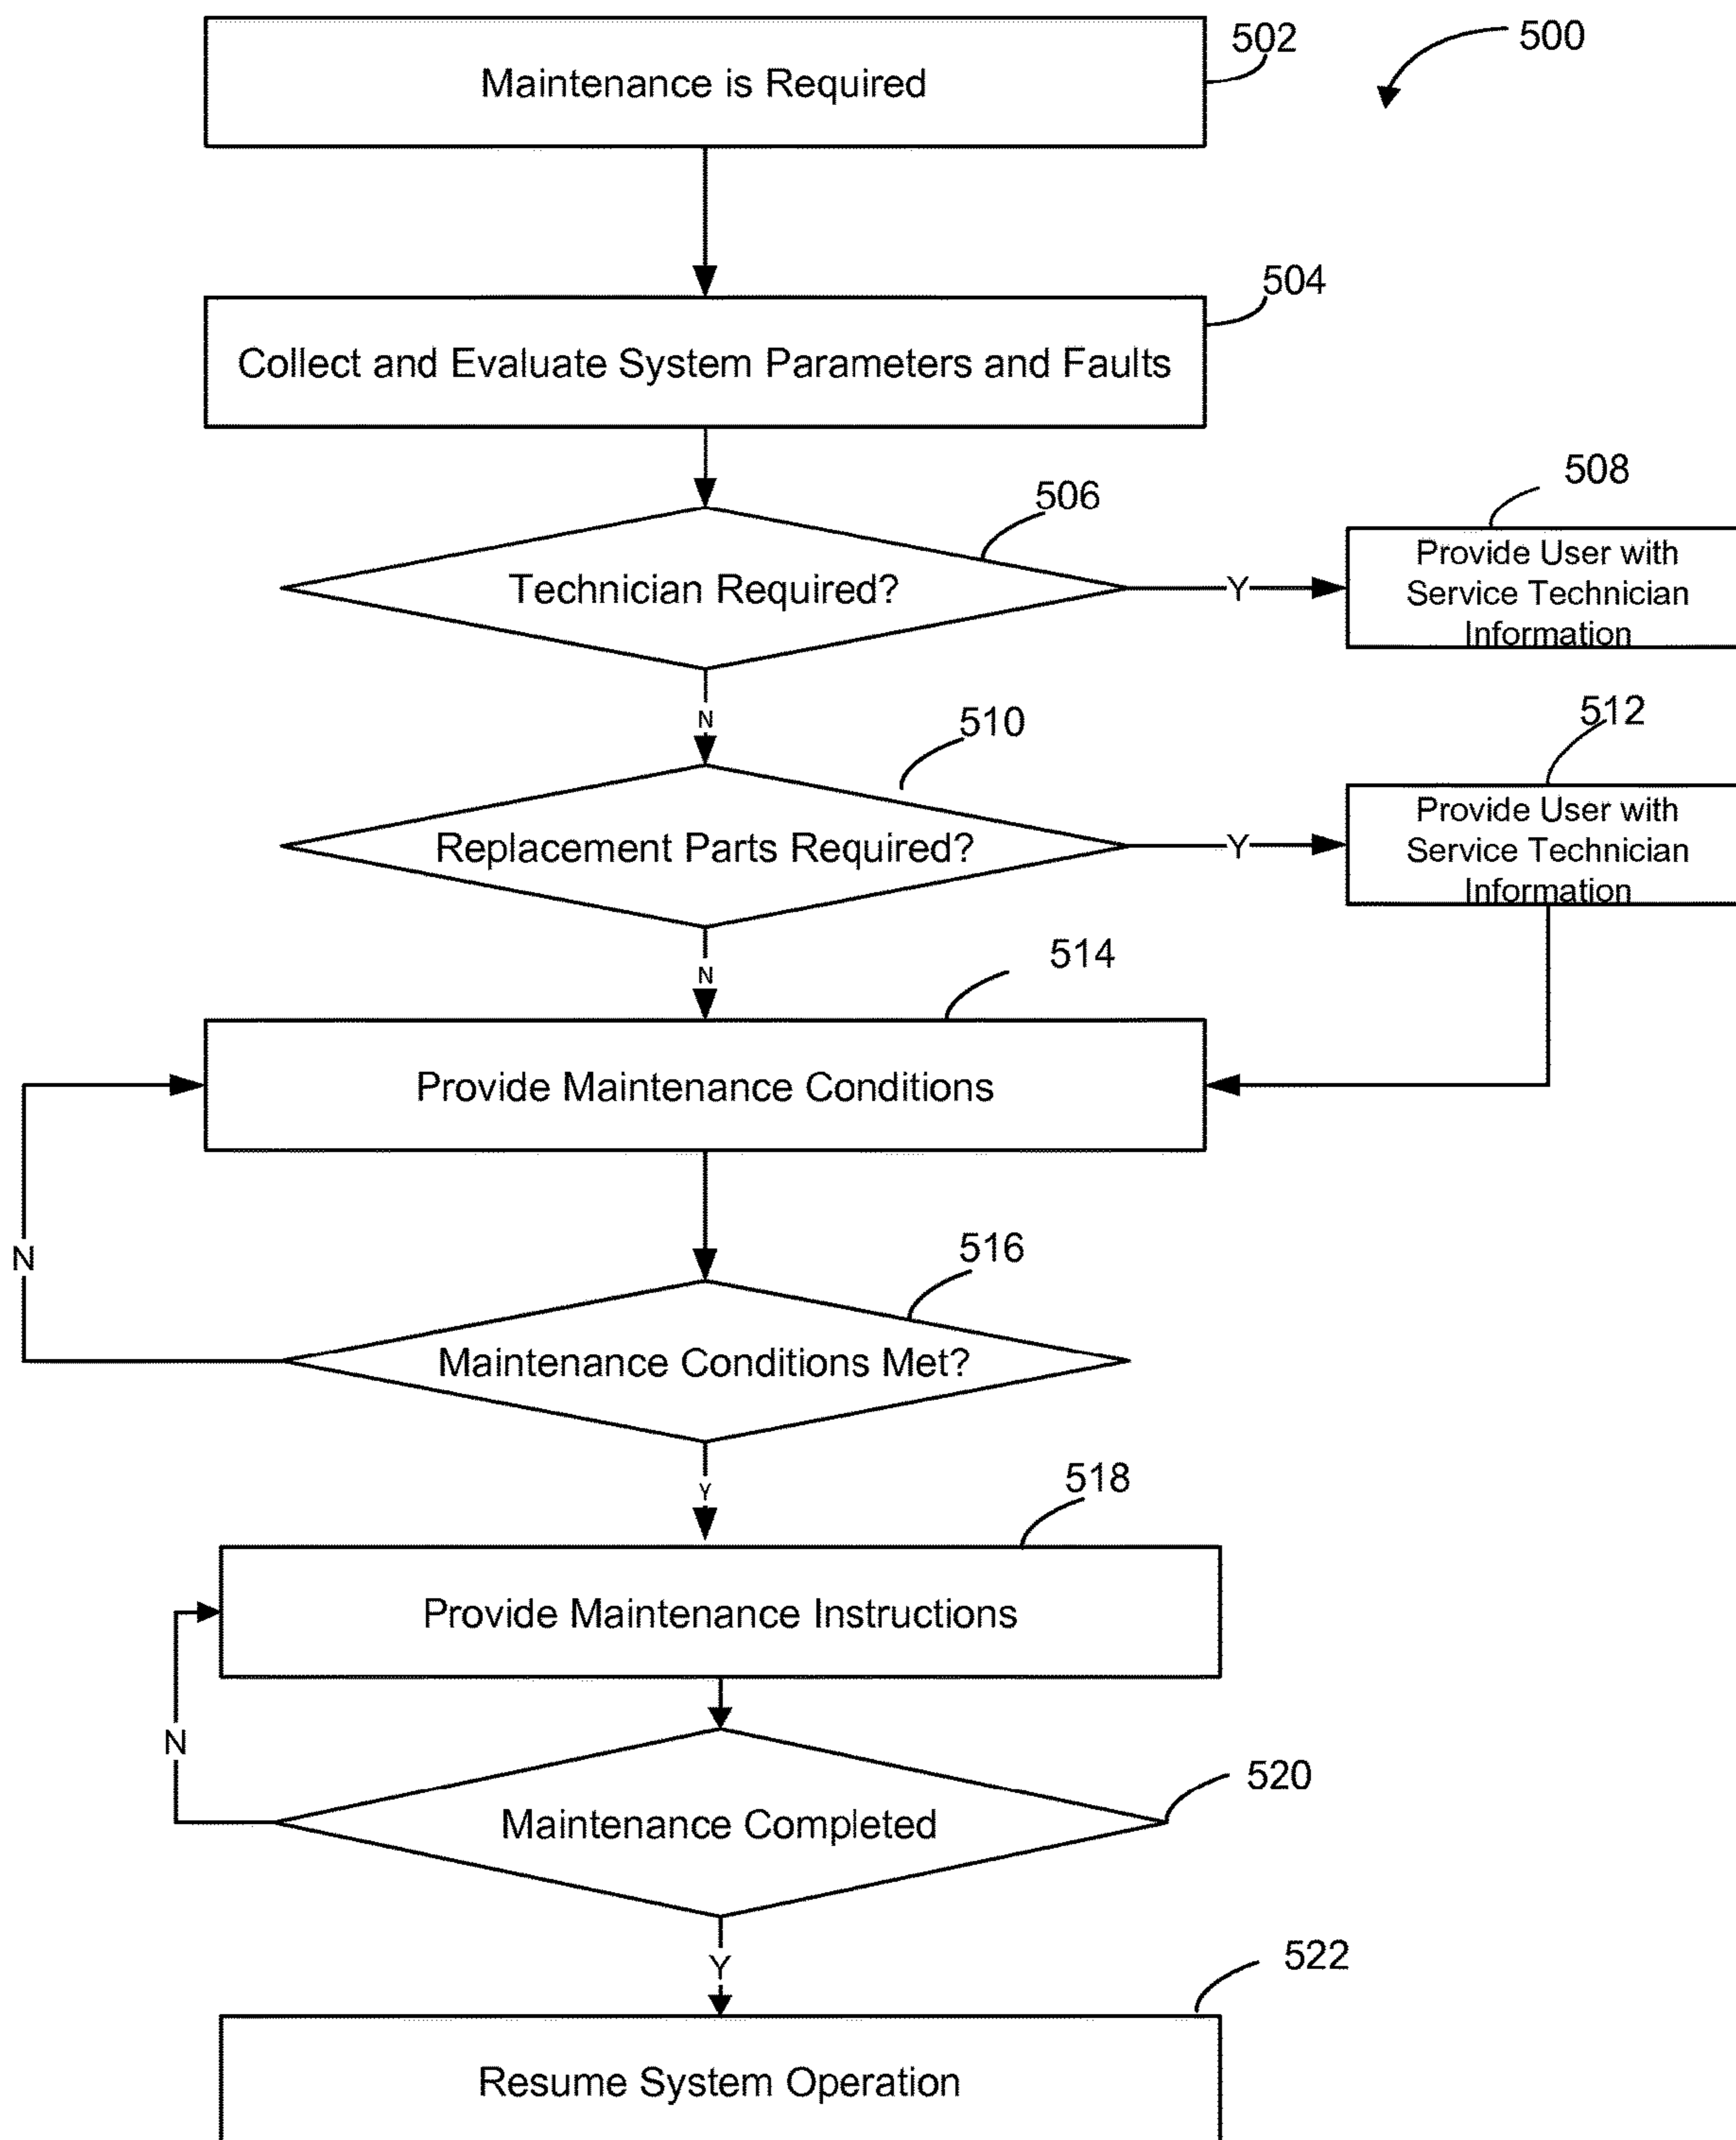 502
500
Maintenance is Required
504
Collect and Evaluate System Parameters and Faults
506
508
Technician Required?
Y
Provide User with
Service Technician
Information
N
510
512
Replacement Parts Required?
Y
Provide User with
Service Technician
Information
N
514
Provide Maintenance Conditions
N
516
Maintenance Conditions Met?
Y
518
Provide Maintenance Instructions
N
520
Maintenance Completed
Y
522
Resume System Operation